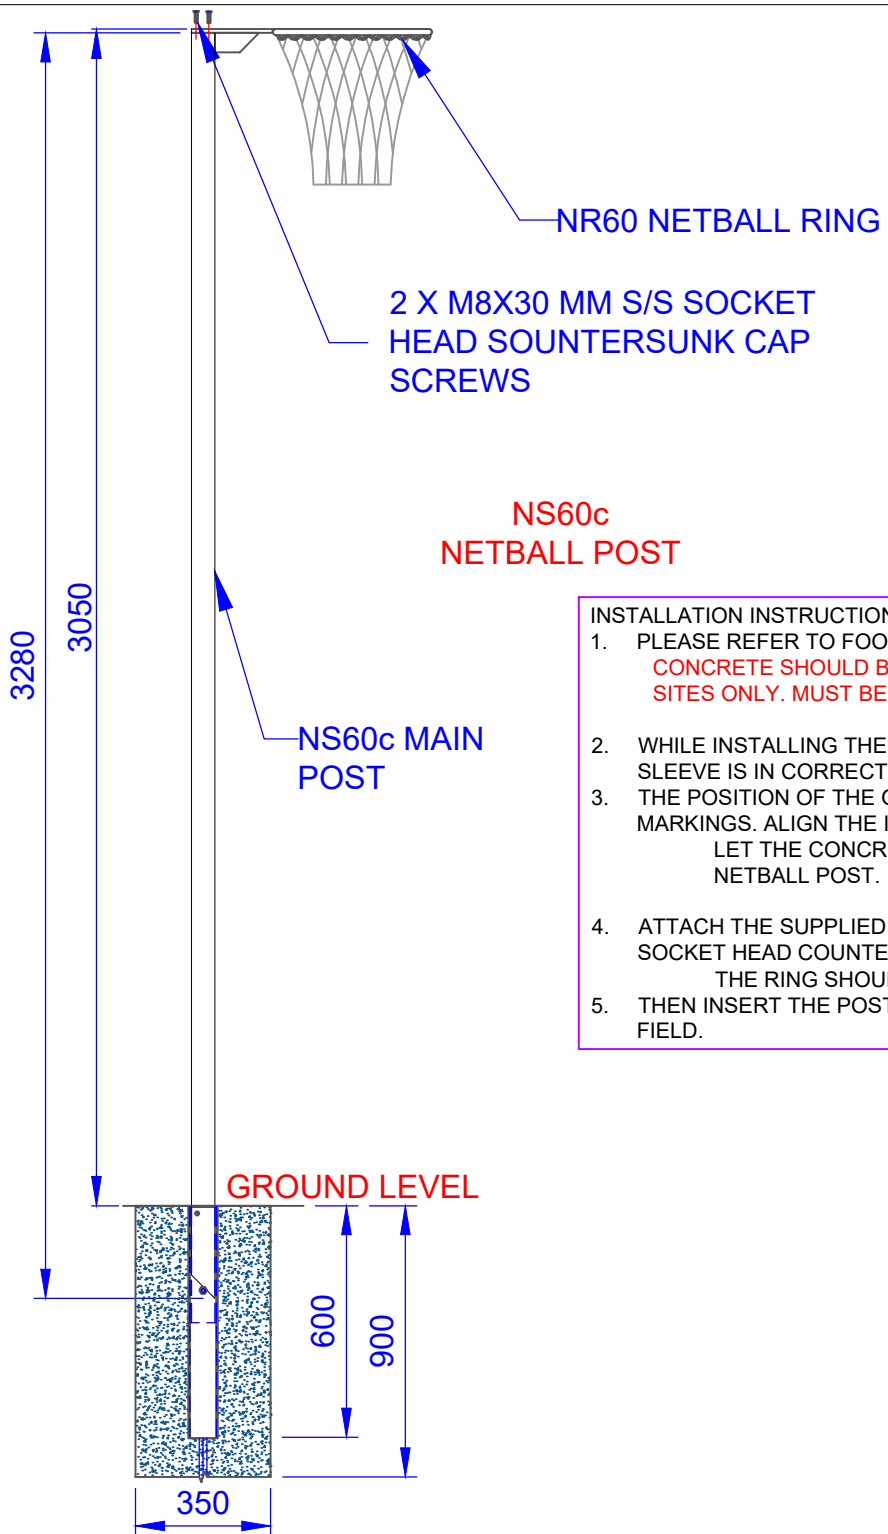 NR60 NETBALL RING
2 X M8X30 MM S/S SOCKET
HEAD SOUNTERSUNK CAP
SCREWS
NS60c
NETBALL POST
3050
3280
INSTALLATION INSTRUCTION
1. PLEASE REFER TO FOO
CONCRETE SHOULD B
SITES ONLY. MUST BE
2. WHILE INSTALLING THE
SLEEVE IS IN CORRECT
3. THE POSITION OF THE
MARKINGS. ALIGN THE
LET THE CONCR
NETBALL POST.
4. ATTACH THE SUPPLIED
SOCKET HEAD COUNTE
THE RING SHOU
5. THEN INSERT THE POST
FIELD.
NS60c MAIN
POST
GROUND LEVEL
600
900
350